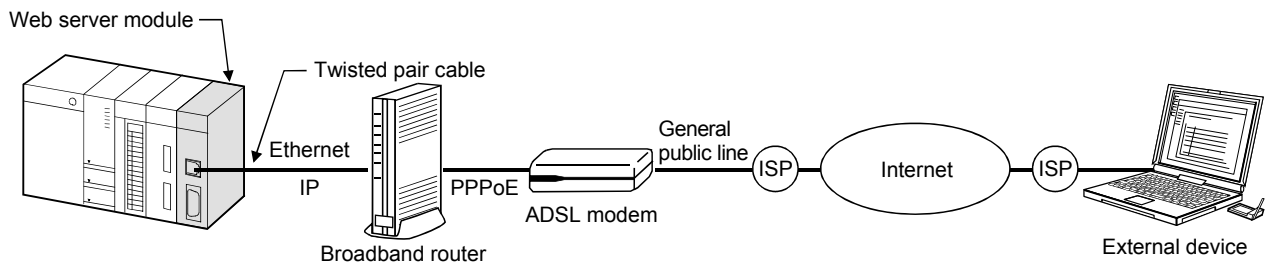 Web server module
Twisted pair cable
Ethernet
IP
Broadband router
PPPoE
ADSL modem
General
public line
ISP
Internet
ISP
External device